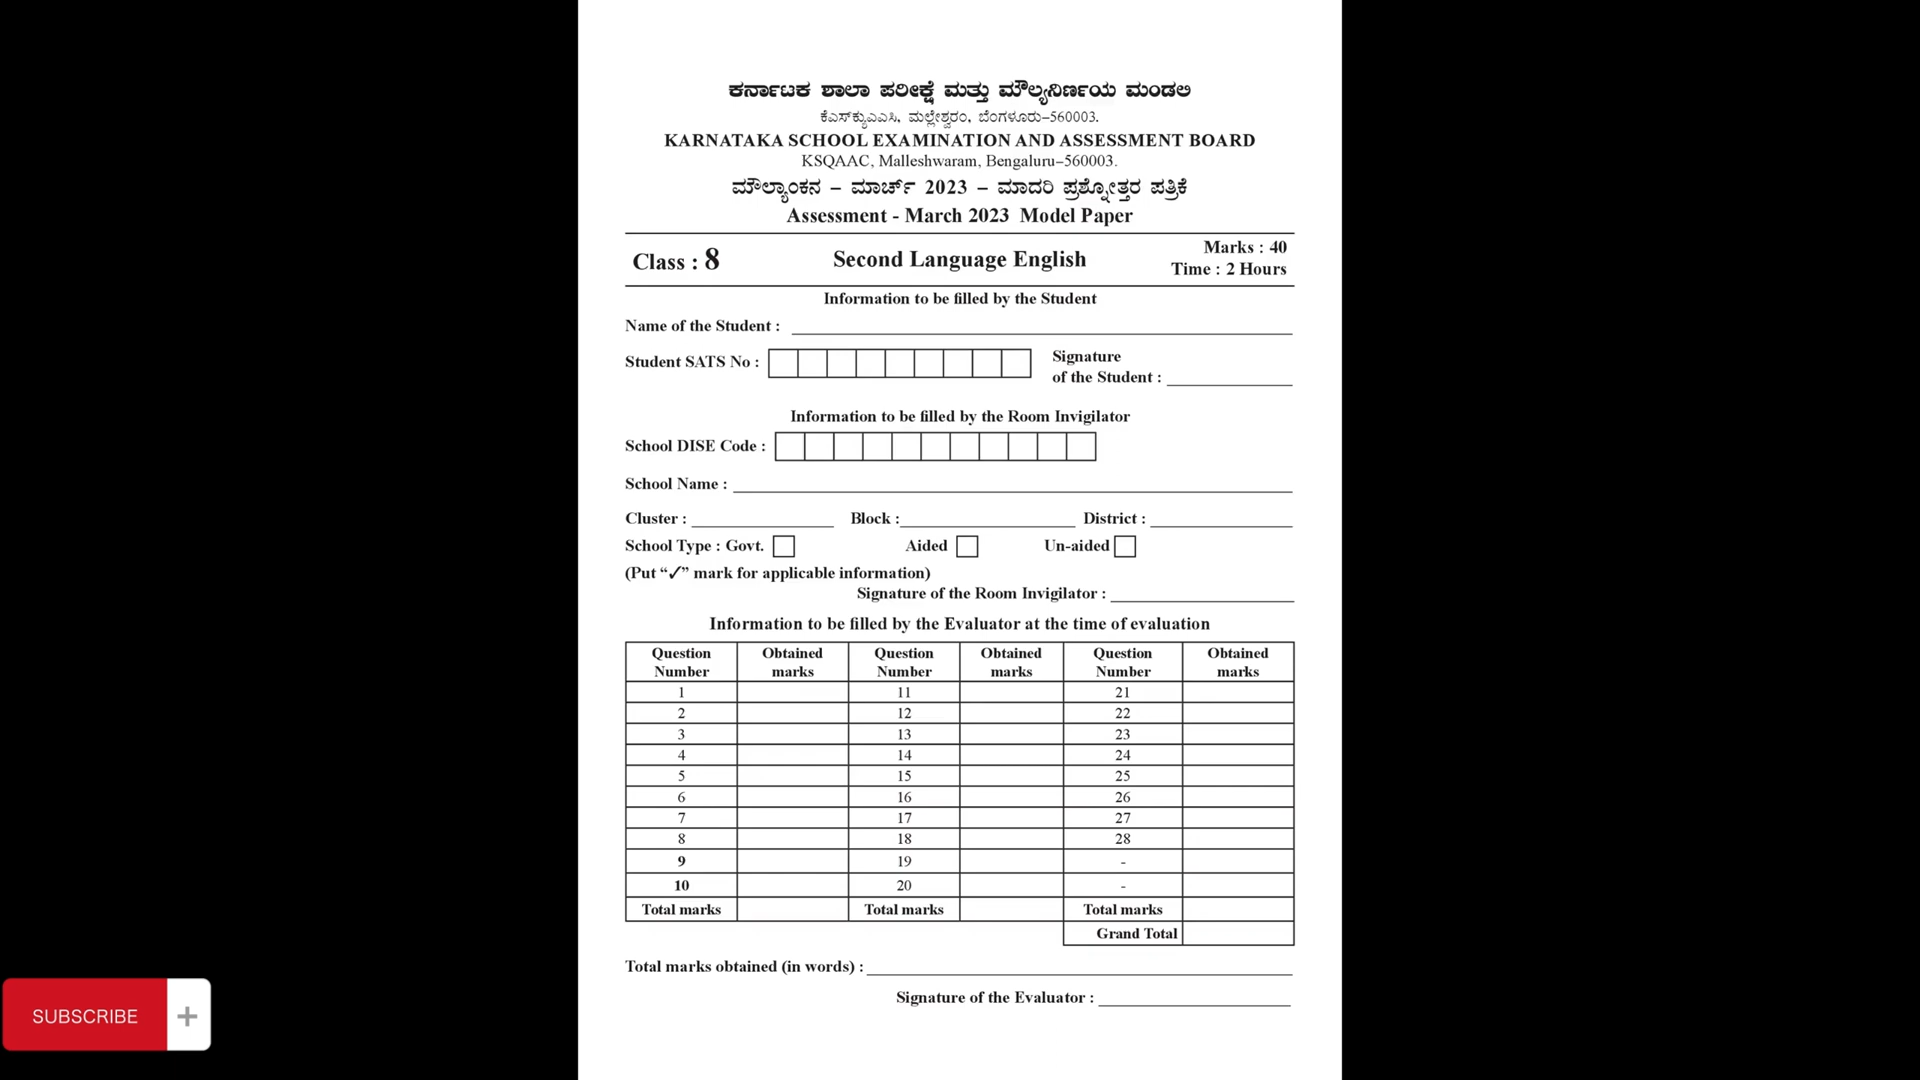 ಕರ್ನಾಟಕ ಶಾಲಾ ಪರೀಕ್ಷೆ ಮತ್ತು ಮೌಲ್ಯನಿರ್ಣಯ ಮಂಡಲಿ
ಕೆಎಸ್‌ಕ್ಯುಎಎಸಿ, ಮಲ್ಲೇಶ್ವರಂ, ಬೆಂಗಳೂರು–560003.
KARNATAKA SCHOOL EXAMINATION AND ASSESSMENT BOARD
KSQAAC, Malleshwaram, Bengaluru–560003.
ಮೌಲ್ಯಾಂಕನ – ಮಾರ್ಚ್ 2023 – ಮಾದರಿ ಪ್ರಶ್ನೋತ್ತರ ಪತ್ರಿಕೆ
Assessment - March 2023 Model Paper
Class : 8 Second Language English Marks : 40
Time : 2 Hours
Information to be filled by the Student
Name of the Student :
Student SATS No : Signature
of the Student :
Information to be filled by the Room Invigilator
School DISE Code :
School Name :
Cluster : Block : District :
School Type : Govt. Aided Un-aided
(Put “✓” mark for applicable information)
Signature of the Room Invigilator :
Information to be filled by the Evaluator at the time of evaluation
Question Number Obtained marks Question Number Obtained marks Question Number Obtained marks
1 11 21
2 12 22
3 13 23
4 14 24
5 15 25
6 16 26
7 17 27
8 18 28
9 19 -
10 20 -
Total marks Total marks Total marks
Grand Total
Total marks obtained (in words) :
Signature of the Evaluator :
SUBSCRIBE +